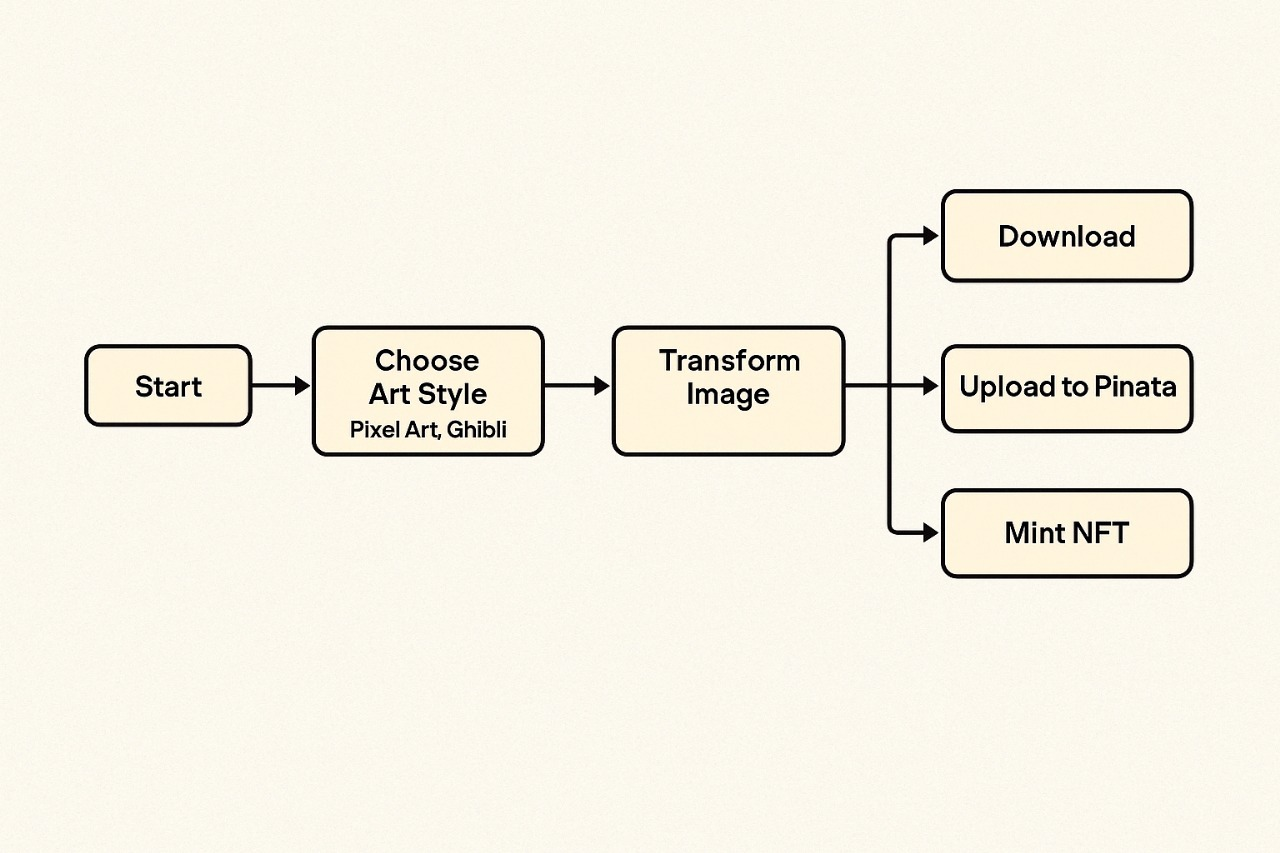 Start
Choose
Art Style
Pixel Art, Ghibli
Transform
Image
Download
Upload to Pinata
Mint NFT